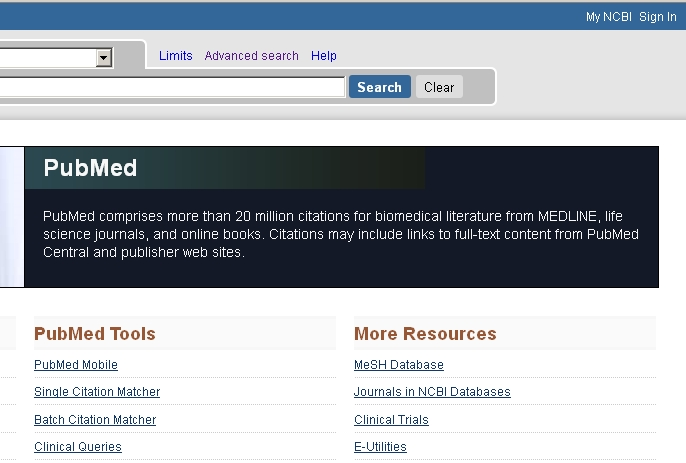 My NCBI Sign In
Limits Advanced search Help
Search Clear
PubMed
PubMed comprises more than 20 million citations for biomedical literature from MEDLINE, life
science journals, and online books. Citations may include links to full-text content from PubMed
Central and publisher web sites.
PubMed Tools
PubMed Mobile
Single Citation Matcher
Batch Citation Matcher
Clinical Queries
More Resources
MeSH Database
Journals in NCBI Databases
Clinical Trials
E-Utilities